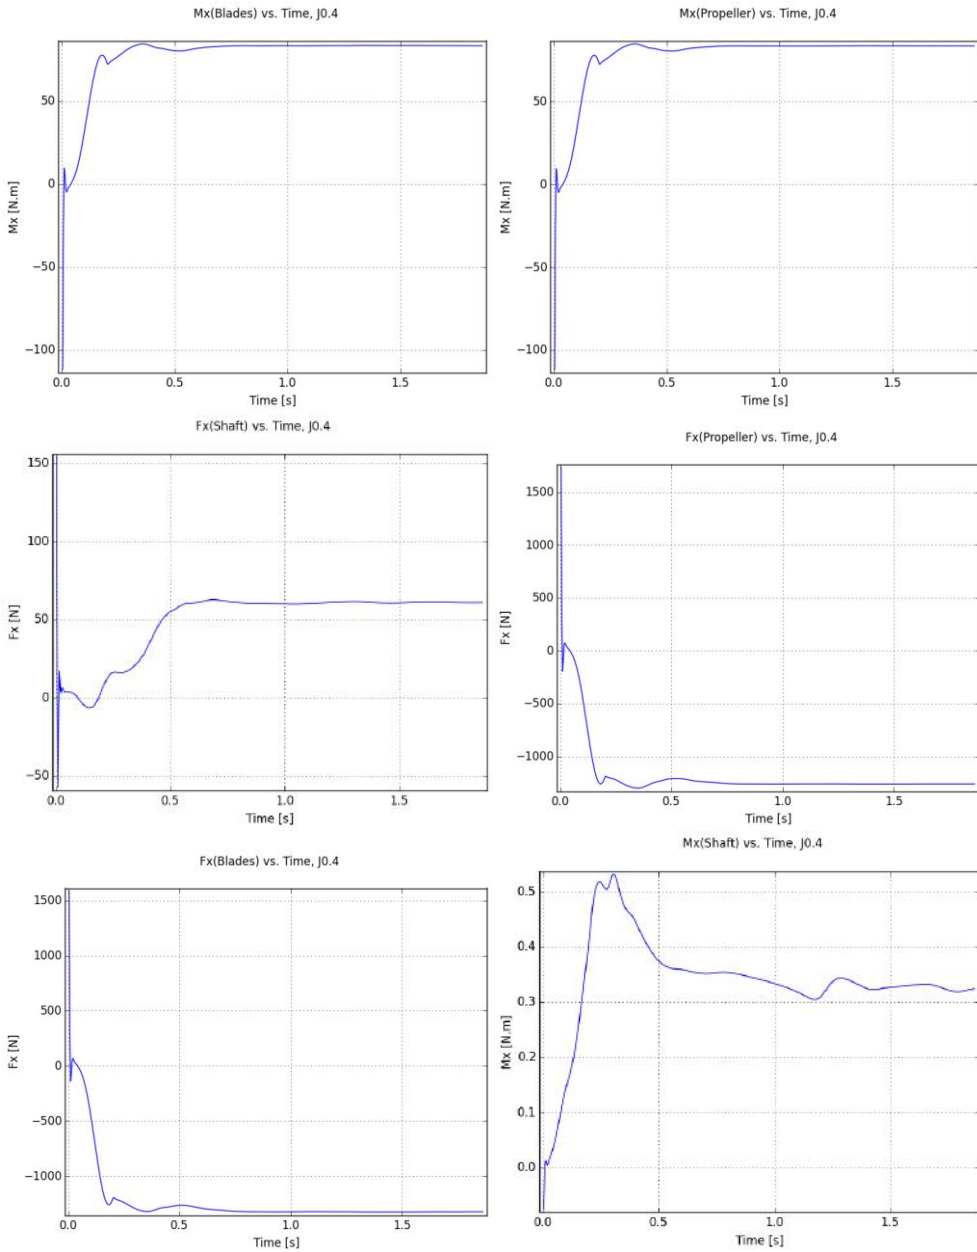 Mx(Blades) vs. Time, J0.4
Mx [N.m]
50
0
−50
−100
0.0 0.5 1.0 1.5
Time [s]
Mx(Propeller) vs. Time, J0.4
Mx [N.m]
50
0
−50
−100
0.0 0.5 1.0 1.5
Time [s]
Fx(Shaft) vs. Time, J0.4
Fx [N]
150
100
50
0
−50
0.0 0.5 1.0 1.5
Time [s]
Fx(Propeller) vs. Time, J0.4
Fx [N]
1500
1000
500
0
−500
−1000
0.0 0.5 1.0 1.5
Time [s]
Fx(Blades) vs. Time, J0.4
Fx [N]
1500
1000
500
0
−500
−1000
0.0 0.5 1.0 1.5
Time [s]
Mx(Shaft) vs. Time, J0.4
Mx [N.m]
0.5
0.4
0.3
0.2
0.1
0.0
0.0 0.5 1.0 1.5
Time [s]